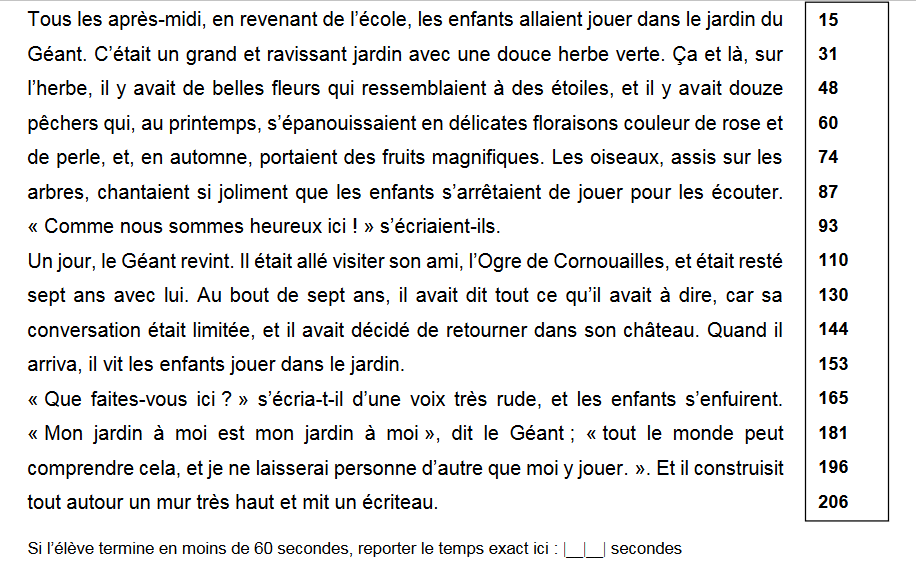 Tous les après-midi, en revenant de l’école, les enfants allaient jouer dans le jardin du 15
Géant. C’était un grand et ravissant jardin avec une douce herbe verte. Ça et là, sur 31
l’herbe, il y avait de belles fleurs qui ressemblaient à des étoiles, et il y avait douze 48
pêchers qui, au printemps, s’épanouissaient en délicates floraisons couleur de rose et 60
de perle, et, en automne, portaient des fruits magnifiques. Les oiseaux, assis sur les 74
arbres, chantaient si joliment que les enfants s’arrêtaient de jouer pour les écouter. 87
« Comme nous sommes heureux ici ! » s’écriaient-ils. 93
Un jour, le Géant revint. Il était allé visiter son ami, l’Ogre de Cornouailles, et était resté 110
sept ans avec lui. Au bout de sept ans, il avait dit tout ce qu’il avait à dire, car sa 130
conversation était limitée, et il avait décidé de retourner dans son château. Quand il 144
arriva, il vit les enfants jouer dans le jardin. 153
« Que faites-vous ici ? » s’écria-t-il d’une voix très rude, et les enfants s’enfuirent. 165
« Mon jardin à moi est mon jardin à moi », dit le Géant ; « tout le monde peut 181
comprendre cela, et je ne laisserai personne d’autre que moi y jouer. ». Et il construisit 196
tout autour un mur très haut et mit un écriteau. 206
Si l’élève termine en moins de 60 secondes, reporter le temps exact ici : |__|__| secondes